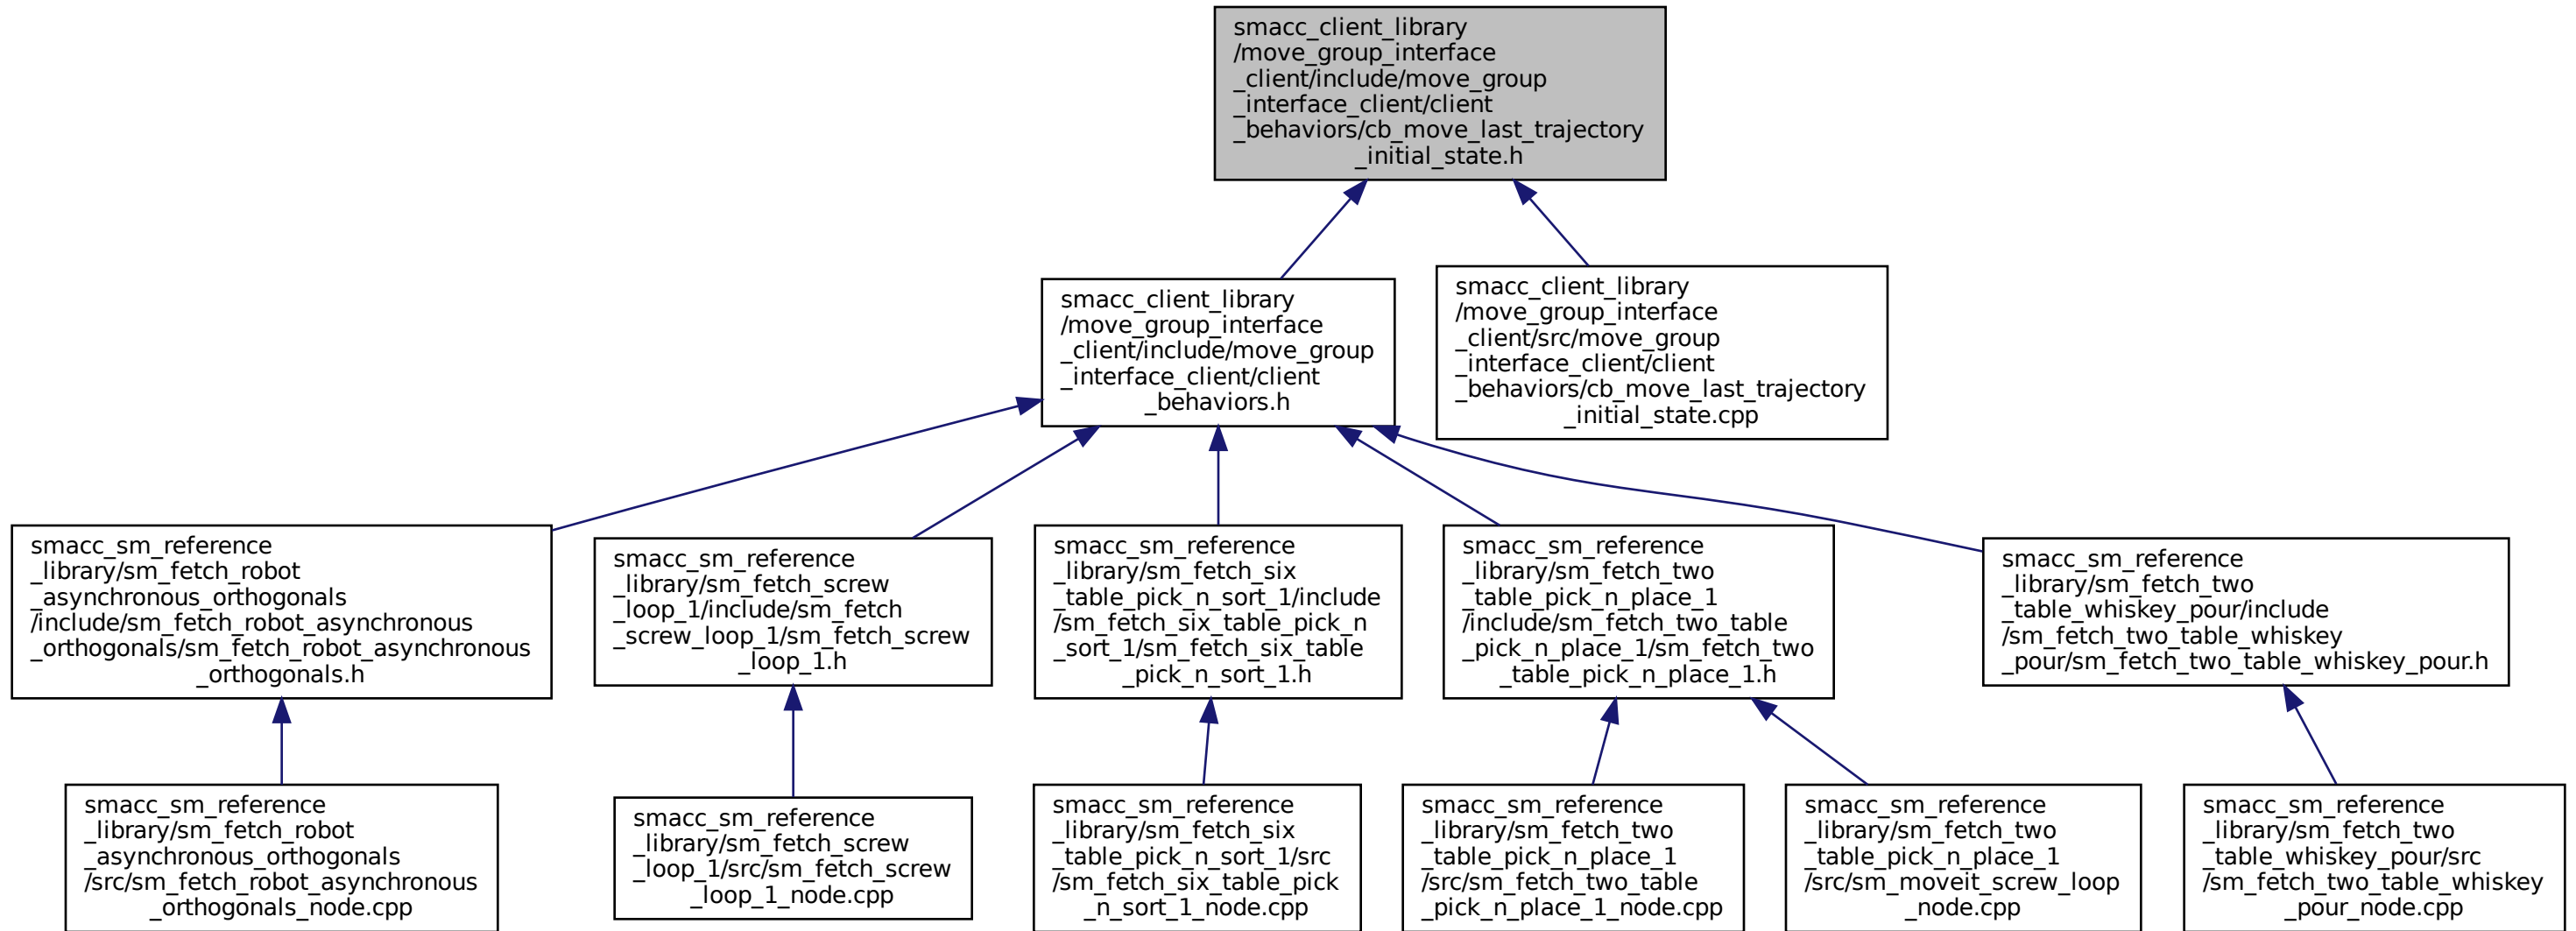 smacc_client_library
/move_group_interface
_client/include/move_group
_interface_client/client
_behaviors/cb_move_last_trajectory
_initial_state.h
smacc_client_library
/move_group_interface
_client/include/move_group
_interface_client/client
_behaviors.h
smacc_client_library
/move_group_interface
_client/src/move_group
_interface_client/client
_behaviors/cb_move_last_trajectory
_initial_state.cpp
smacc_sm_reference
_library/sm_fetch_robot
_asynchronous_orthogonals
/include/sm_fetch_robot_asynchronous
_orthogonals/sm_fetch_robot_asynchronous
_orthogonals.h
smacc_sm_reference
_library/sm_fetch_screw
_loop_1/include/sm_fetch
_screw_loop_1/sm_fetch_screw
_loop_1.h
smacc_sm_reference
_library/sm_fetch_six
_table_pick_n_sort_1/include
/sm_fetch_six_table_pick_n
_sort_1/sm_fetch_six_table
_pick_n_sort_1.h
smacc_sm_reference
_library/sm_fetch_two
_table_pick_n_place_1
/include/sm_fetch_two_table
_pick_n_place_1/sm_fetch_two
_table_pick_n_place_1.h
smacc_sm_reference
_library/sm_fetch_two
_table_whiskey_pour/include
/sm_fetch_two_table_whiskey
_pour/sm_fetch_two_table_whiskey_pour.h
smacc_sm_reference
_library/sm_fetch_robot
_asynchronous_orthogonals
/src/sm_fetch_robot_asynchronous
_orthogonals_node.cpp
smacc_sm_reference
_library/sm_fetch_screw
_loop_1/src/sm_fetch_screw
_loop_1_node.cpp
smacc_sm_reference
_library/sm_fetch_six
_table_pick_n_sort_1/src
/sm_fetch_six_table_pick
_n_sort_1_node.cpp
smacc_sm_reference
_library/sm_fetch_two
_table_pick_n_place_1
/src/sm_fetch_two_table
_pick_n_place_1_node.cpp
smacc_sm_reference
_library/sm_fetch_two
_table_pick_n_place_1
/src/sm_moveit_screw_loop
_node.cpp
smacc_sm_reference
_library/sm_fetch_two
_table_whiskey_pour/src
/sm_fetch_two_table_whiskey
_pour_node.cpp